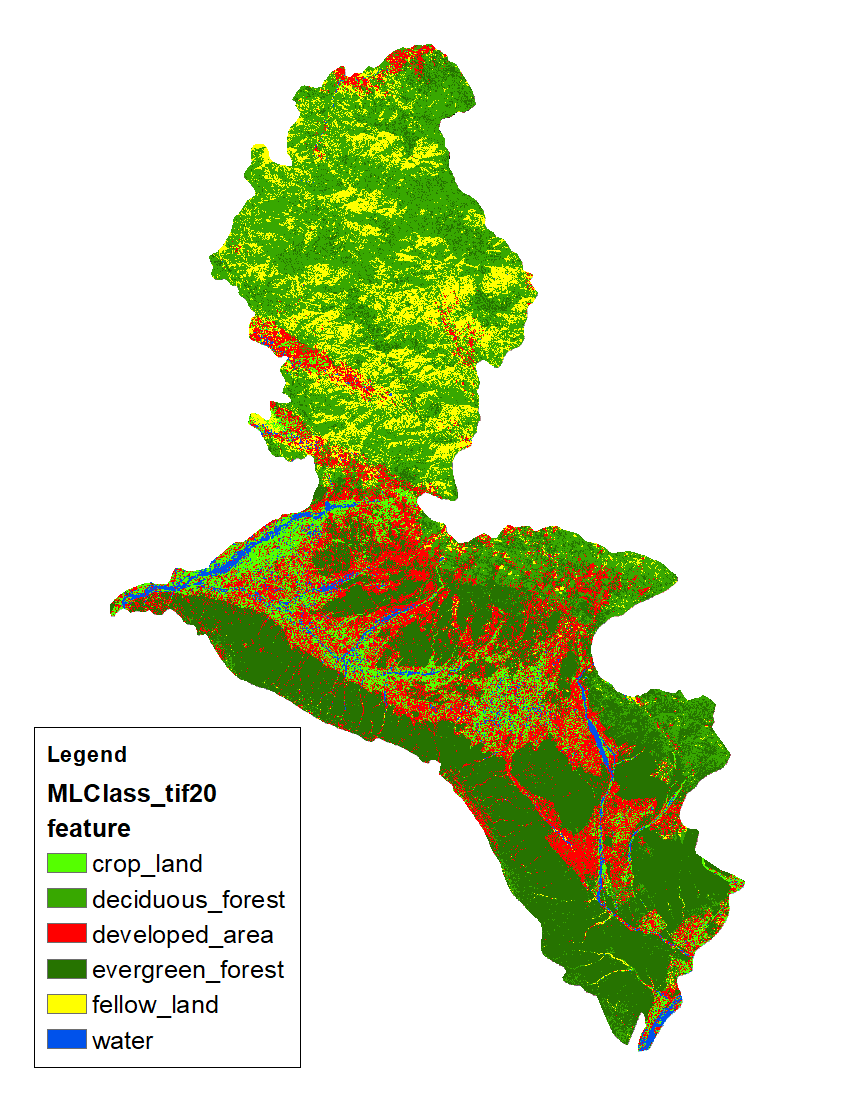 Legend
MLClass_tif20
feature
crop_land
deciduous_forest
developed_area
evergreen_forest
fellow_land
water